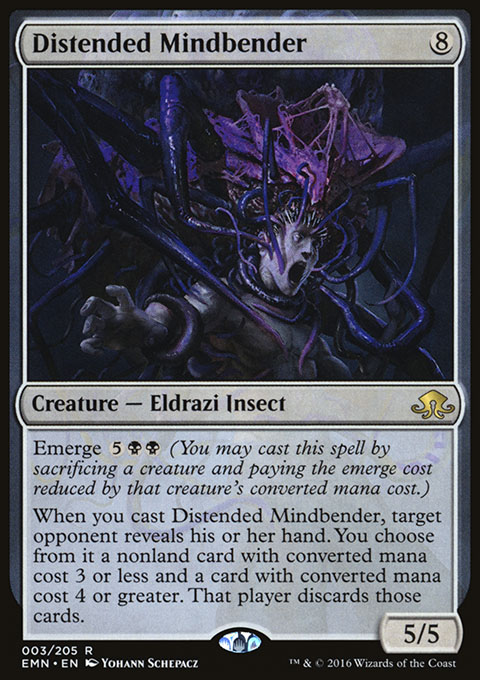 Distended Mindbender 8
Creature — Eldrazi Insect
Emerge 5 (You may cast this spell by
sacrificing a creature and paying the emerge cost
reduced by that creature's converted mana cost.)
When you cast Distended Mindbender, target
opponent reveals his or her hand. You choose
from it a nonland card with converted mana
cost 3 or less and a card with converted mana
cost 4 or greater. That player discards those
cards.
5/5
003/205 R
EMN • EN Yohann Schepacz
™ & © 2016 Wizards of the Coast